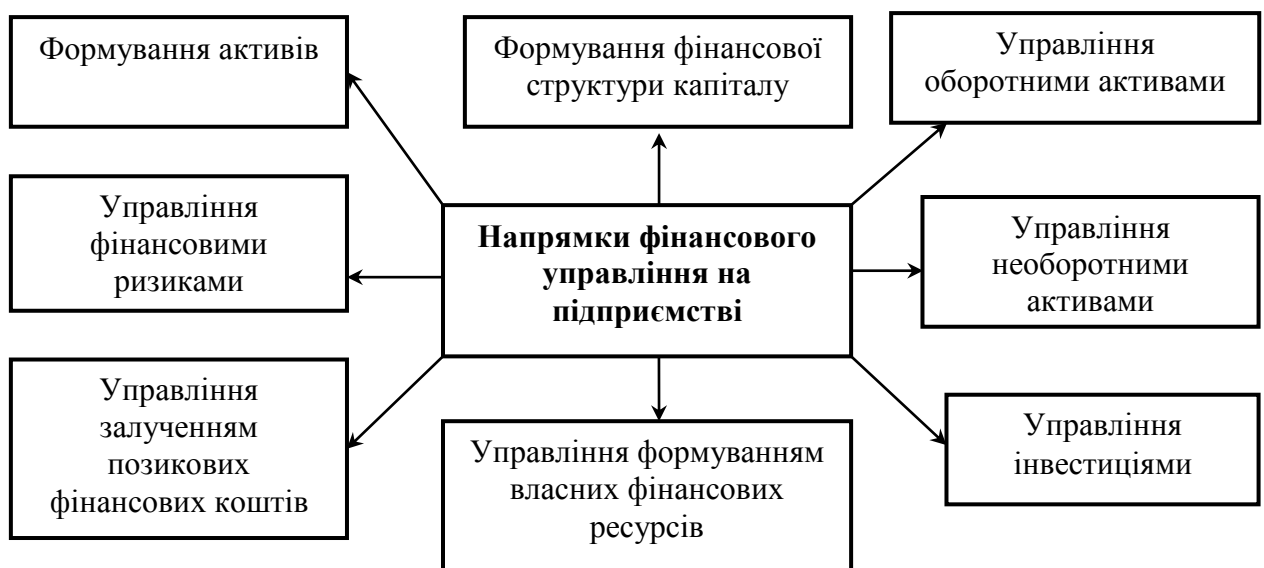 Формування активів
Формування фінансової
структури капіталу
Управління
оборотними активами
Управління
фінансовими
ризиками
Напрямки фінансового
управління на
підприємстві
Управління
необоротними
активами
Управління
залученням
позикових
фінансових коштів
Управління формуванням
власних фінансових
ресурсів
Управління
інвестиціями